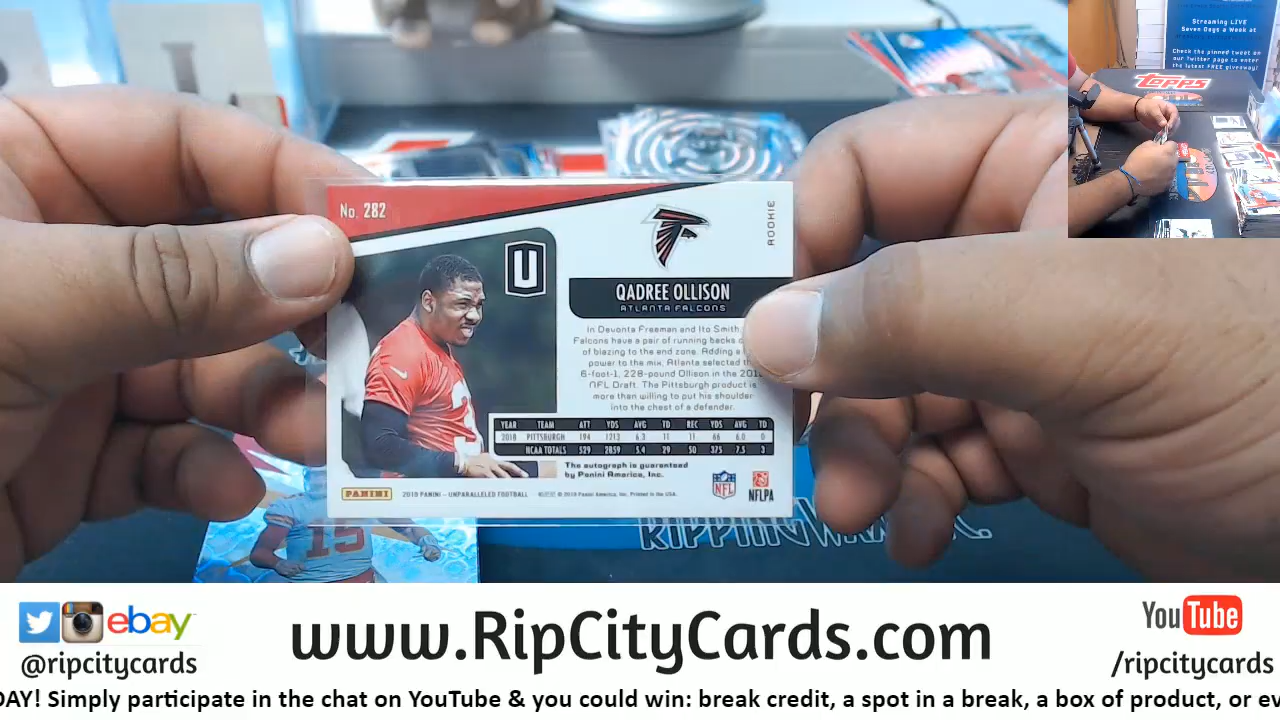 Streaming LIVE
Seven Days a Week at
Check the pinned tweet on
our Twitter page to enter
the latest FREE giveaway!
Topps
No. 282
ROOKIE
U
QADREE OLLISON
ATLANTA FALCONS
In Devonta Freeman and Ito Smith,
Falcons have a pair of running backs
of blazing to the end zone. Adding
power to the mix, Atlanta selected
6-foot-1, 228-pound Ollison in the
NFL Draft. The Pittsburgh product is
more than willing to put his shoulder
into the chest of a defender.
YEAR TEAM ATT YDS AVG TD REC YDS AVG TD
2018 PITTSBURGH 194 1213 6.3 11 11 66 6.0 0
NCAA TOTALS 529 2859 5.4 29 50 375 7.5 3
The autograph is guaranteed
by Panini America, Inc.
PANINI 2019 PANINI - UNPARALLELED FOOTBALL © 2019 Panini America, Inc. Printed in the USA.
NFL
NFLPA
15
ebay
@ripcitycards
www.RipCityCards.com
YouTube
/ripcitycards
DAY! Simply participate in the chat on YouTube & you could win: break credit, a spot in a break, a box of product, or ev